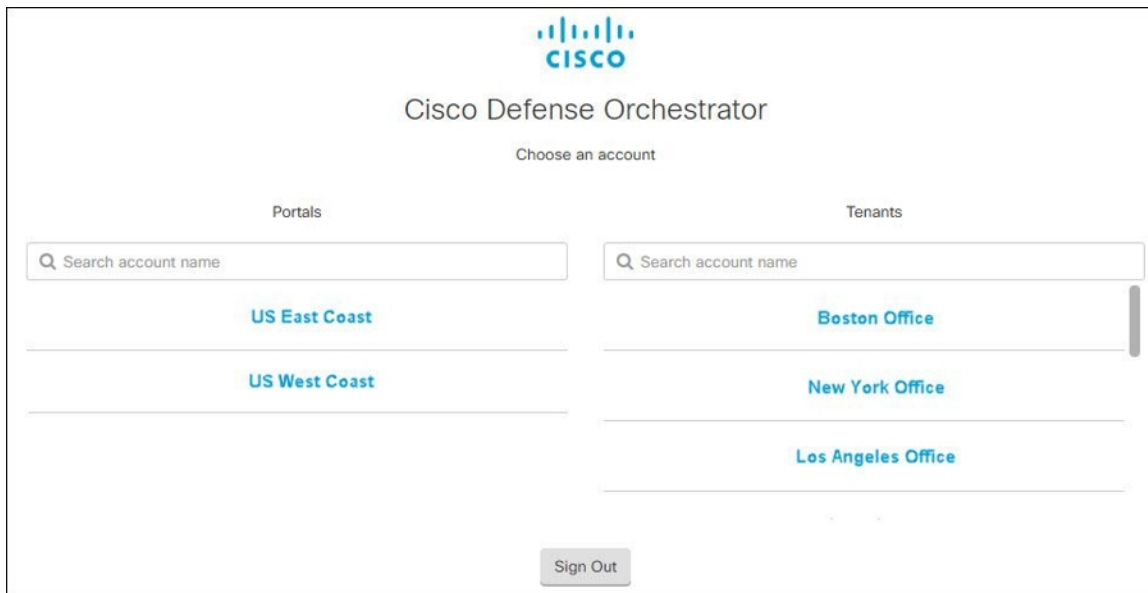 CISCO
Cisco Defense Orchestrator
Choose an account
Portals
Search account name
US East Coast
US West Coast
Tenants
Search account name
Boston Office
New York Office
Los Angeles Office
Sign Out